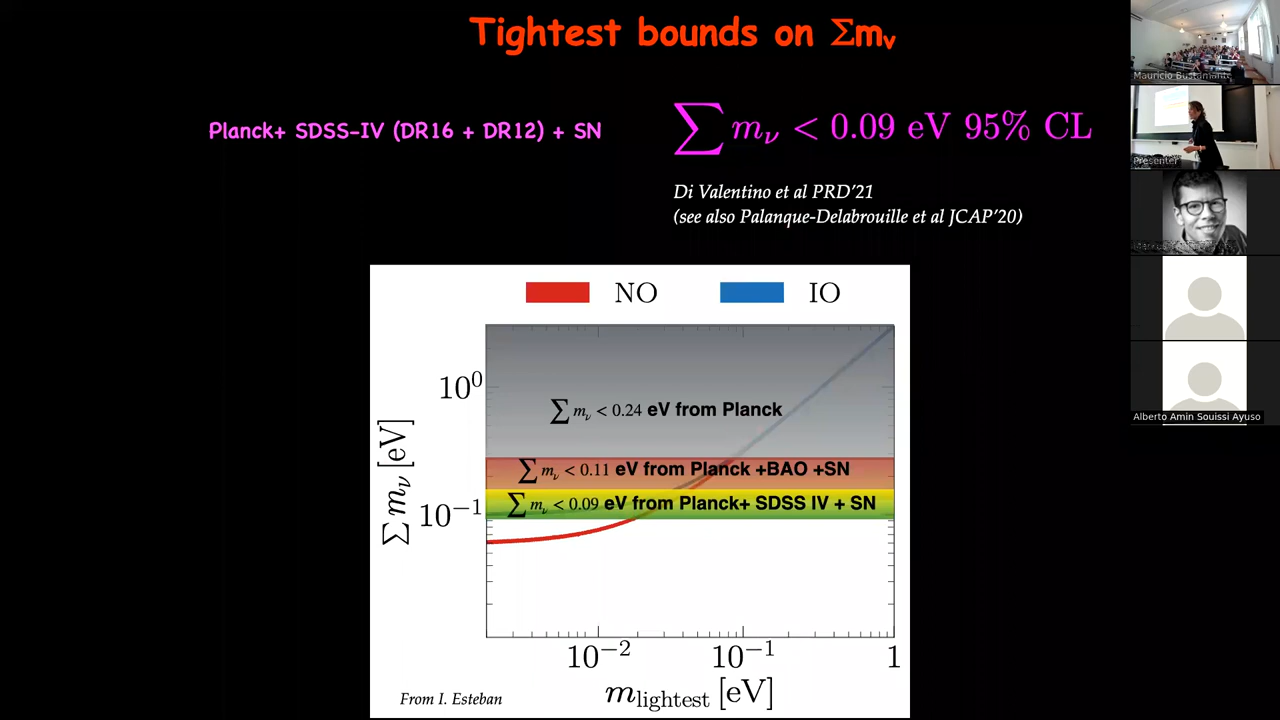 Tightest bounds on Σmν
Planck+ SDSS-IV (DR16 + DR12) + SN
∑ mν < 0.09 eV 95% CL
Di Valentino et al PRD'21
(see also Palanque-Delabrouille et al JCAP'20)
NO
IO
∑ mν [eV]
10⁰
10⁻¹
∑ mν < 0.24 eV from Planck
∑ mν < 0.11 eV from Planck +BAO +SN
∑ mν < 0.09 eV from Planck+ SDSS IV + SN
10⁻²
10⁻¹
1
mlightest [eV]
From I. Esteban
Mauricio Bustamante
Presenter
Alberto Amin Souissi Ayuso